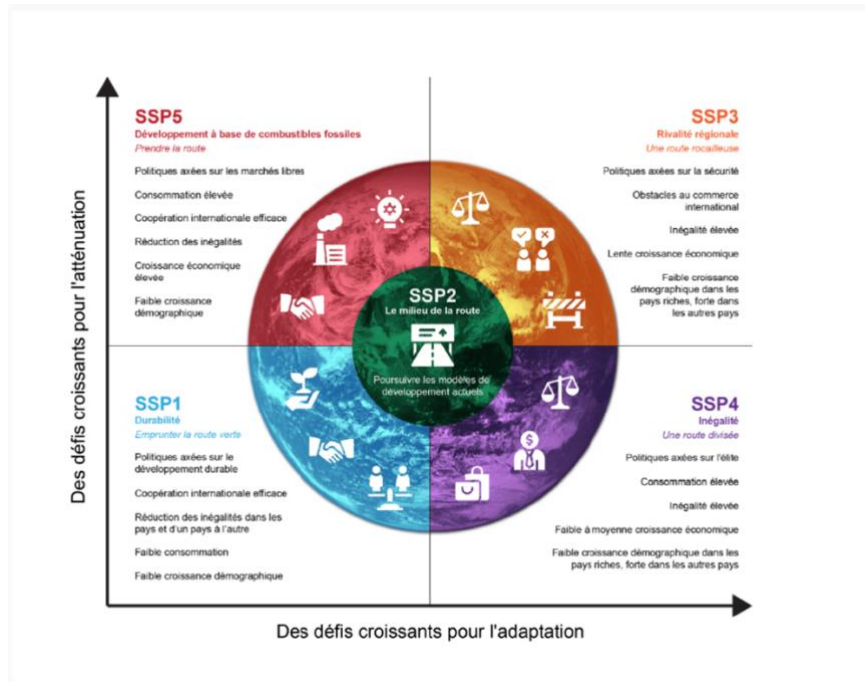 SSP5
Développement à base de combustibles fossiles
Prendre la route
Politiques axées sur les marchés libres
Consommation élevée
Coopération internationale efficace
Réduction des inégalités
Croissance économique
élevée
Faible croissance
démographique
SSP3
Rivalité régionale
Une route rocailleuse
Politiques axées sur la sécurité
Obstacles au commerce
international
Inégalité élevée
Lente croissance économique
Faible croissance
démographique dans les
pays riches, forte dans
les autres pays
SSP2
Le milieu de la route
Poursuivre les modèles de
développement actuels
SSP1
Durabilité
Emprunter la route verte
Politiques axées sur le
développement durable
Coopération internationale efficace
Réduction des inégalités dans les
pays et d'un pays à l'autre
Faible consommation
Faible croissance démographique
SSP4
Inégalité
Une route divisée
Politiques axées sur l'élite
Consommation élevée
Inégalité élevée
Faible à moyenne croissance économique
Faible croissance démographique dans les
pays riches, forte dans les autres pays
Des défis croissants pour l'atténuation
Des défis croissants pour l'adaptation